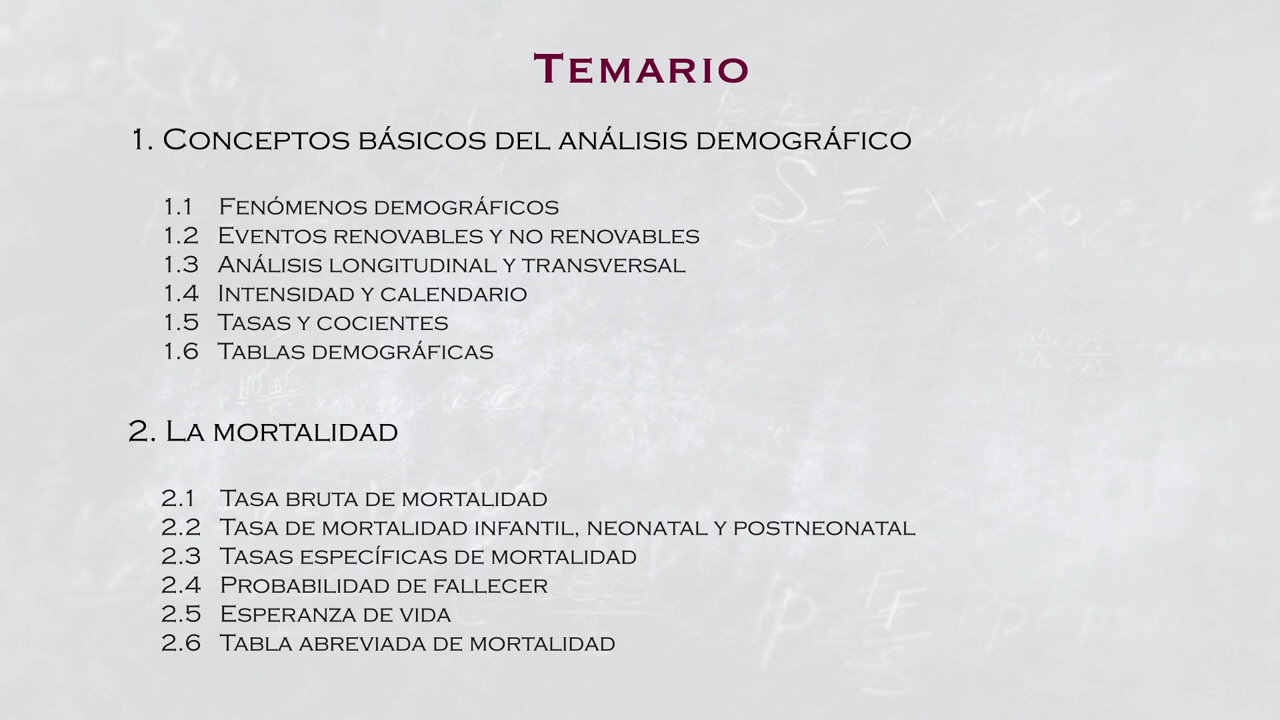 Temario
1. Conceptos básicos del análisis demográfico
1.1 Fenómenos demográficos
1.2 Eventos renovables y no renovables
1.3 Análisis longitudinal y transversal
1.4 Intensidad y calendario
1.5 Tasas y cocientes
1.6 Tablas demográficas
2. La mortalidad
2.1 Tasa bruta de mortalidad
2.2 Tasa de mortalidad infantil, neonatal y postneonatal
2.3 Tasas específicas de mortalidad
2.4 Probabilidad de fallecer
2.5 Esperanza de vida
2.6 Tabla abreviada de mortalidad